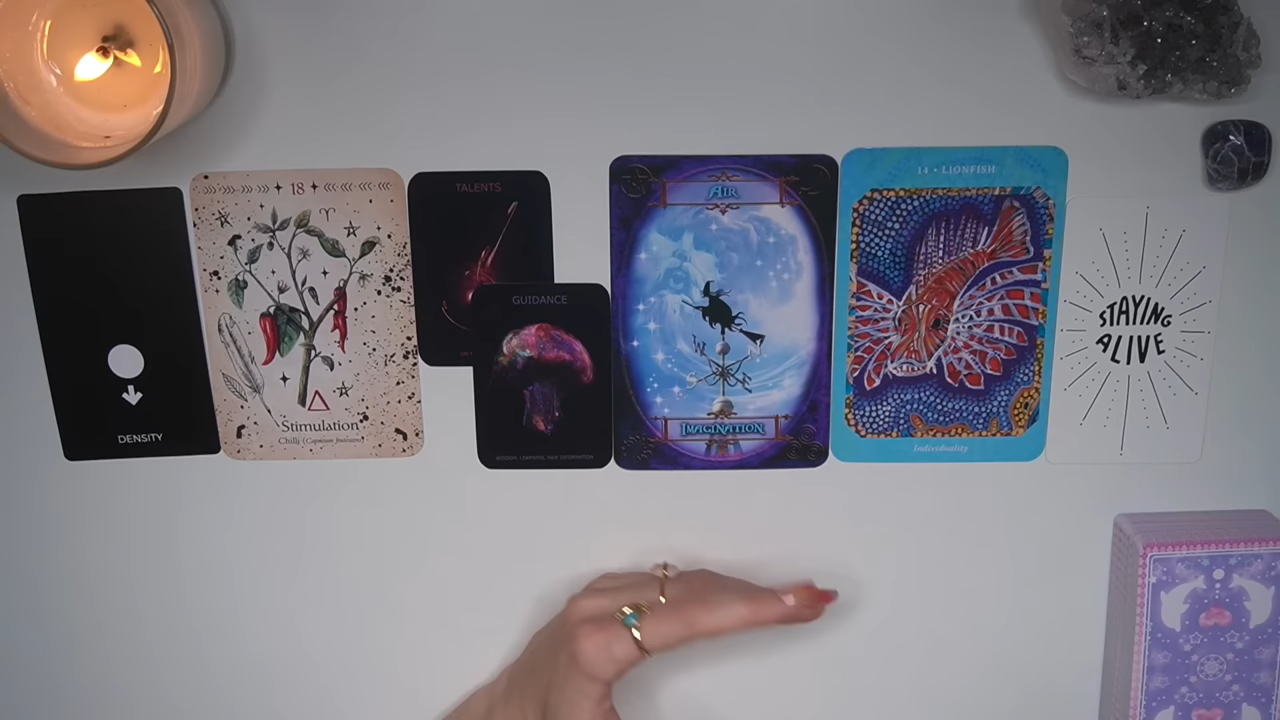 DENSITY
18
Stimulation
Chilli (Capsicum frutescens)
TALENTS
GUIDANCE
WISDOM, LEARNING, NEW INFORMATION
AIR
W
N
S
E
IMAGINATION
14 • LIONFISH
Individuality
STAYING
ALIVE